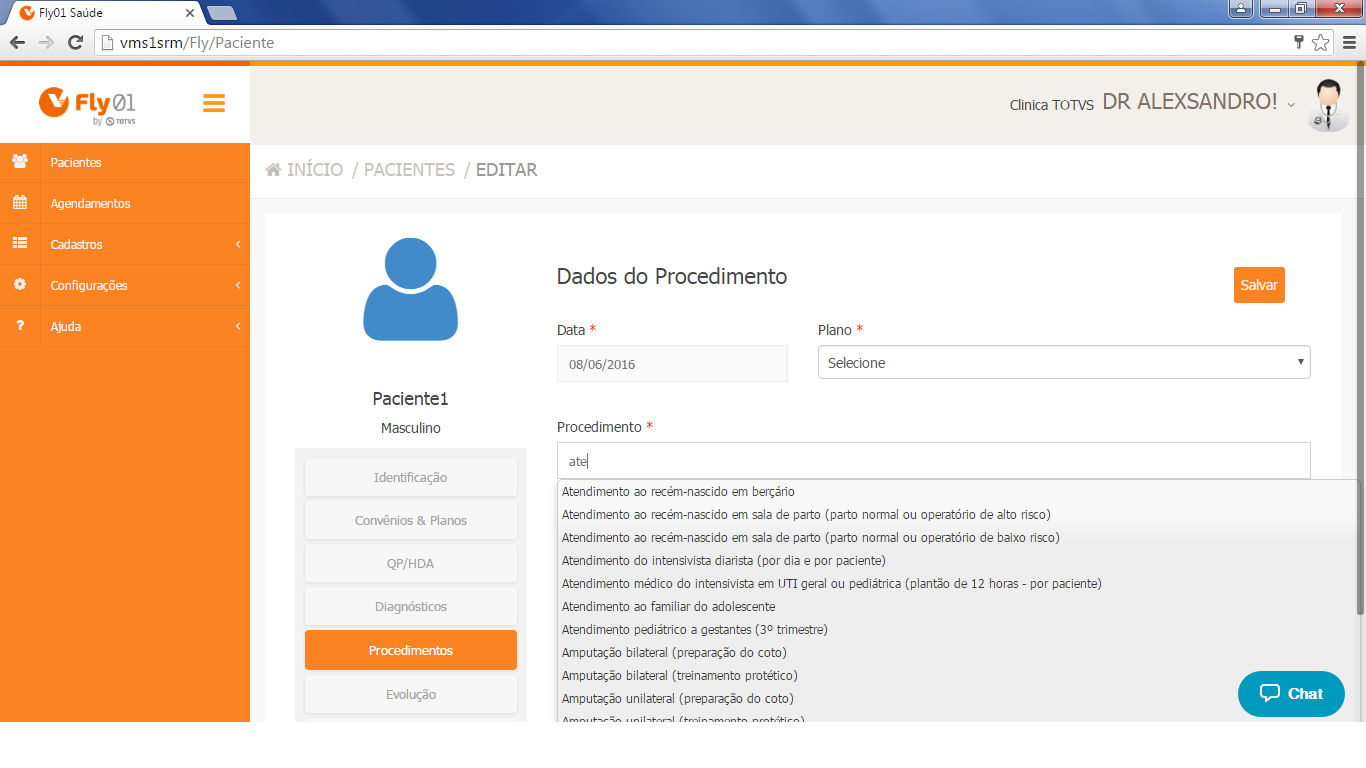 Fly01 Saúde
vms1srm/Fly/Paciente
Fly01
by TOTVS
Clinica TOTVS DR ALEXSANDRO!
Pacientes
Agendamentos
Cadastros
Configurações
Ajuda
INÍCIO / PACIENTES / EDITAR
Paciente1
Masculino
Identificação
Convênios & Planos
QP/HDA
Diagnósticos
Procedimentos
Evolução
Dados do Procedimento
Salvar
Data *
Plano *
08/06/2016
Selecione
Procedimento *
ate
Atendimento ao recém-nascido em berçário
Atendimento ao recém-nascido em sala de parto (parto normal ou operatório de alto risco)
Atendimento ao recém-nascido em sala de parto (parto normal ou operatório de baixo risco)
Atendimento do intensivista diarista (por dia e por paciente)
Atendimento médico do intensivista em UTI geral ou pediátrica (plantão de 12 horas - por paciente)
Atendimento ao familiar do adolescente
Atendimento pediátrico a gestantes (3º trimestre)
Amputação bilateral (preparação do coto)
Amputação bilateral (treinamento protético)
Amputação unilateral (preparação do coto)
Amputação unilateral (treinamento protético)
Chat